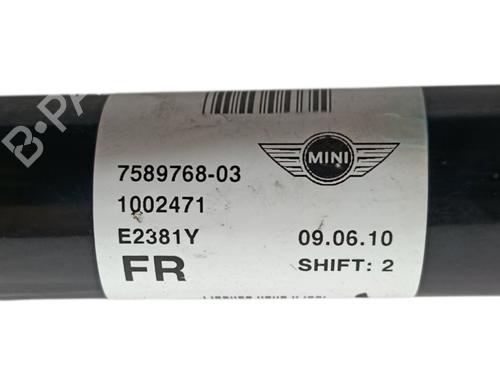 B-PA
MINI
7589768-03
1002471
E2381Y
09.06.10
FR
SHIFT: 2